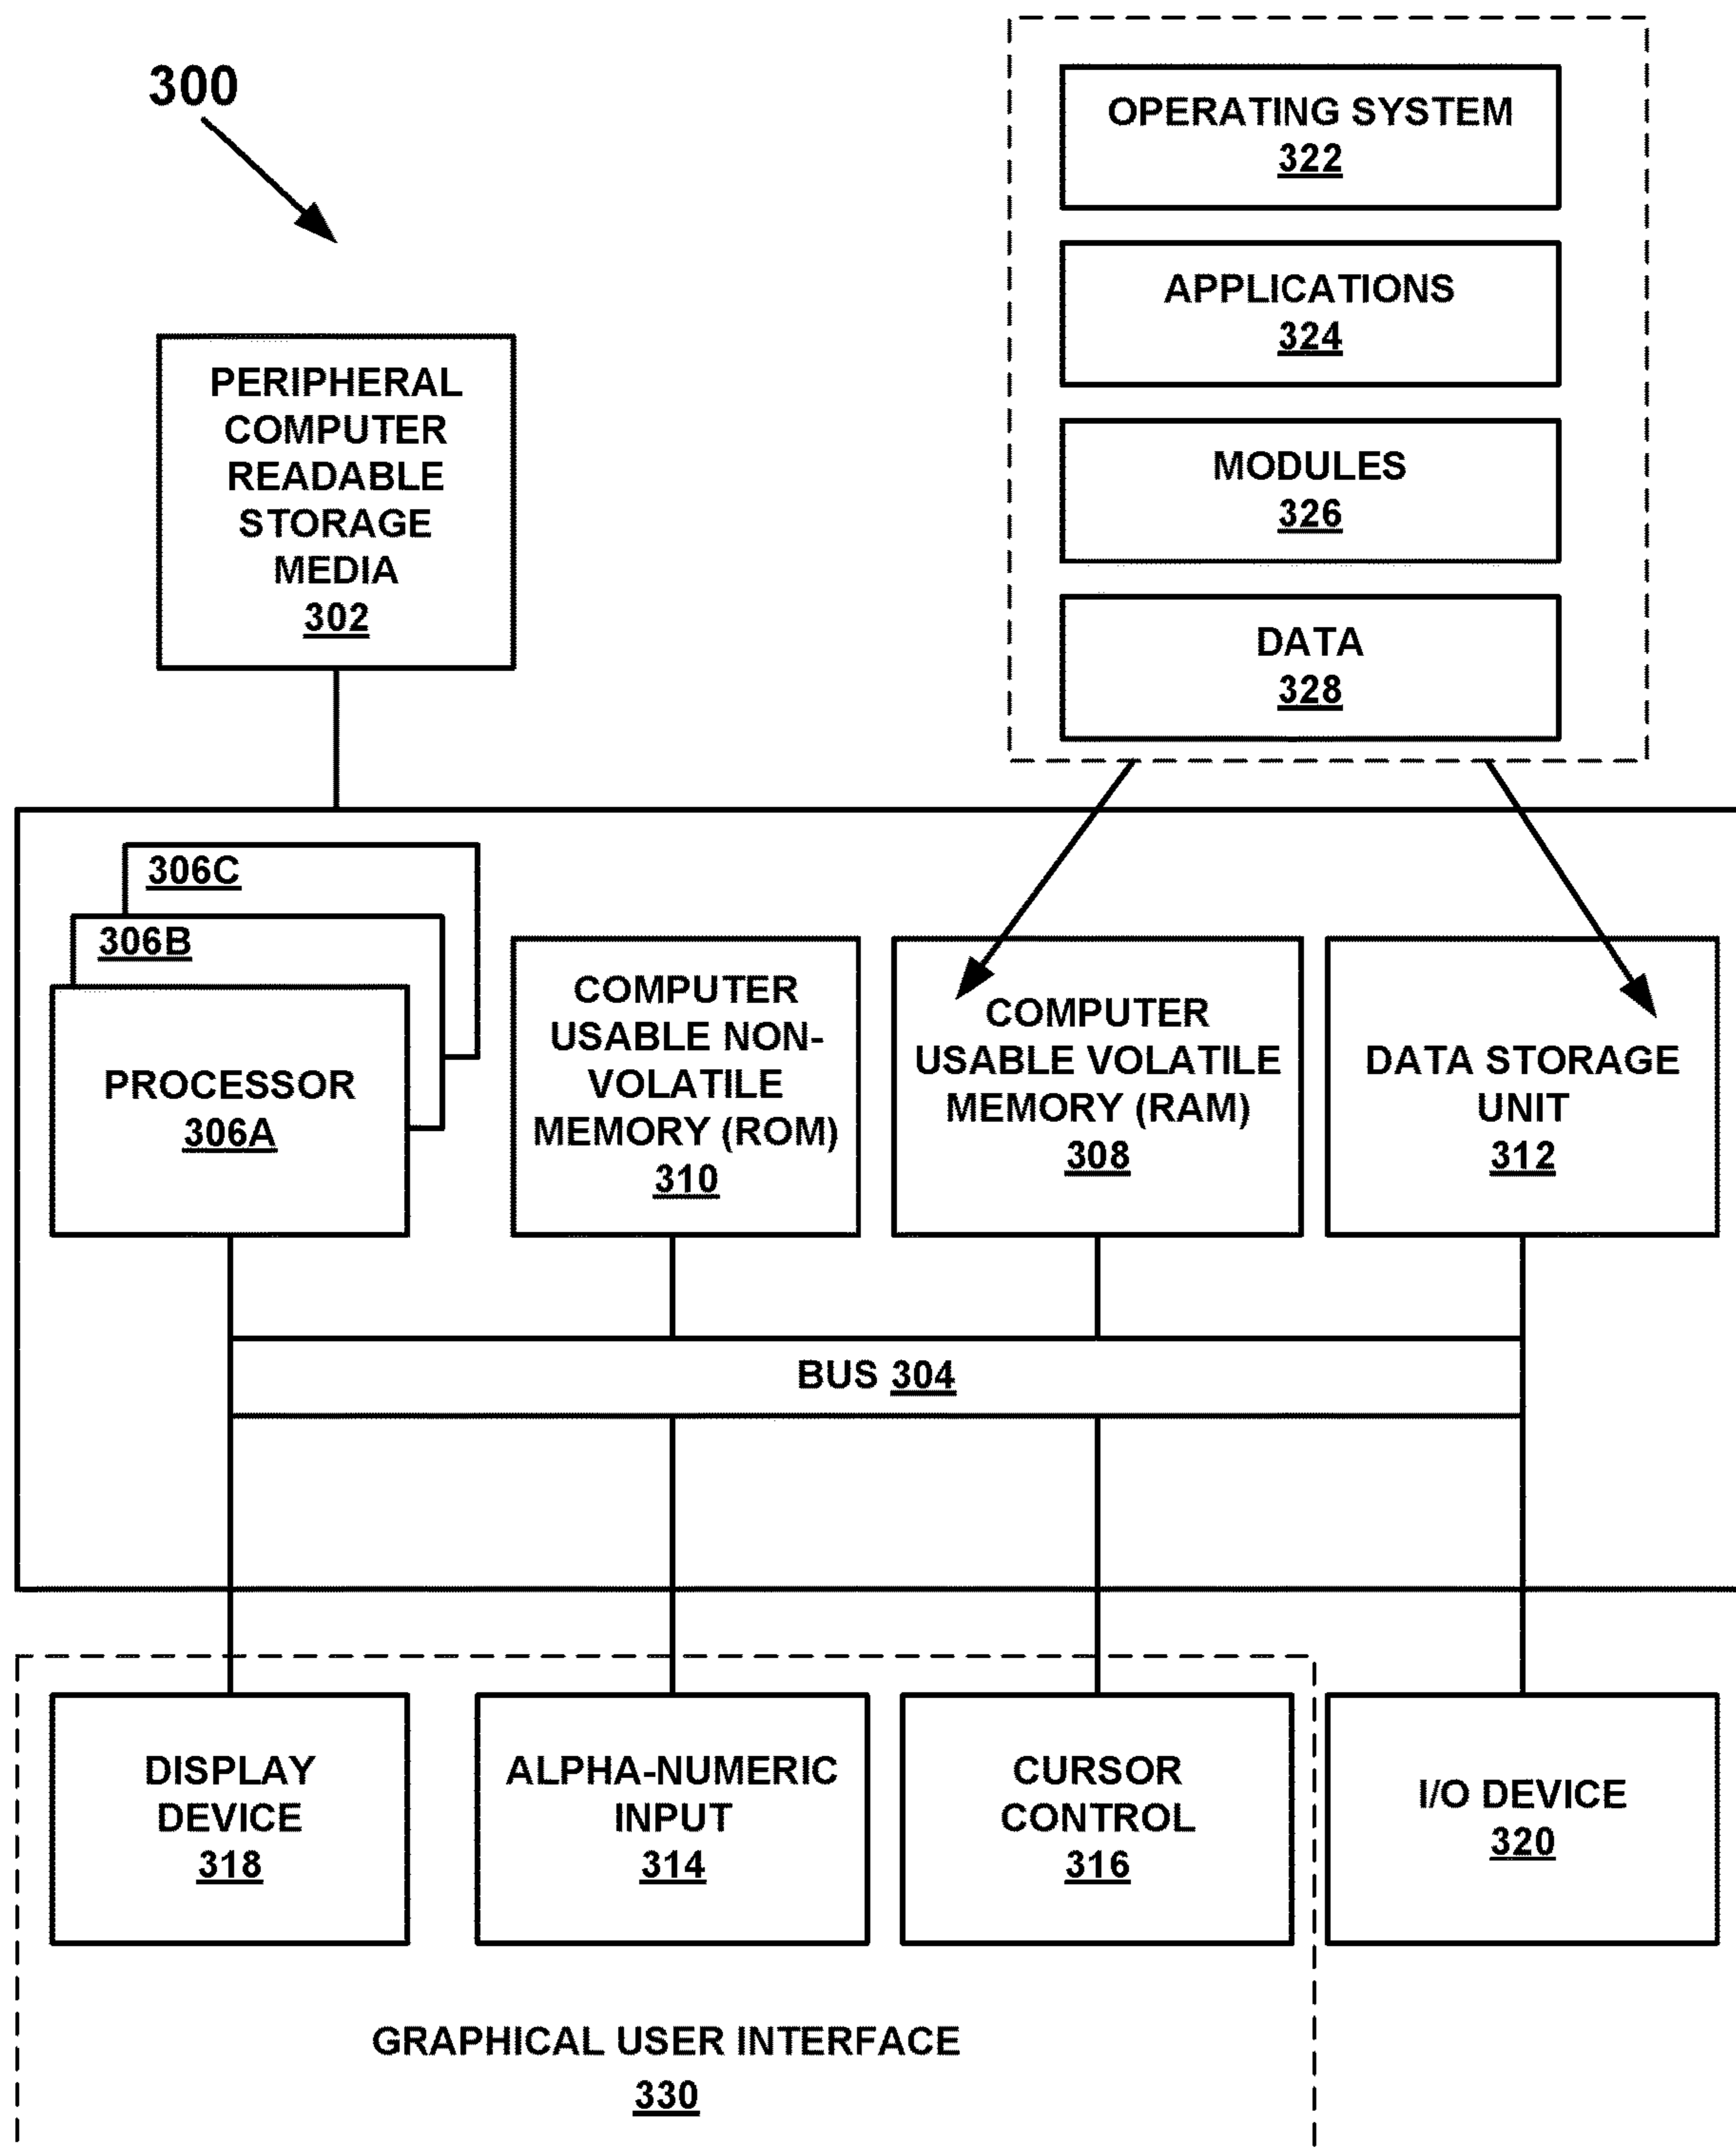 300
OPERATING SYSTEM
322
APPLICATIONS
324
MODULES
326
DATA
328
PERIPHERAL
COMPUTER
READABLE
STORAGE
MEDIA
302
306C
306B
PROCESSOR
306A
COMPUTER
USABLE NON-
VOLATILE
MEMORY (ROM)
310
COMPUTER
USABLE VOLATILE
MEMORY (RAM)
308
DATA STORAGE
UNIT
312
BUS 304
DISPLAY
DEVICE
318
ALPHA-NUMERIC
INPUT
314
CURSOR
CONTROL
316
I/O DEVICE
320
GRAPHICAL USER INTERFACE
330